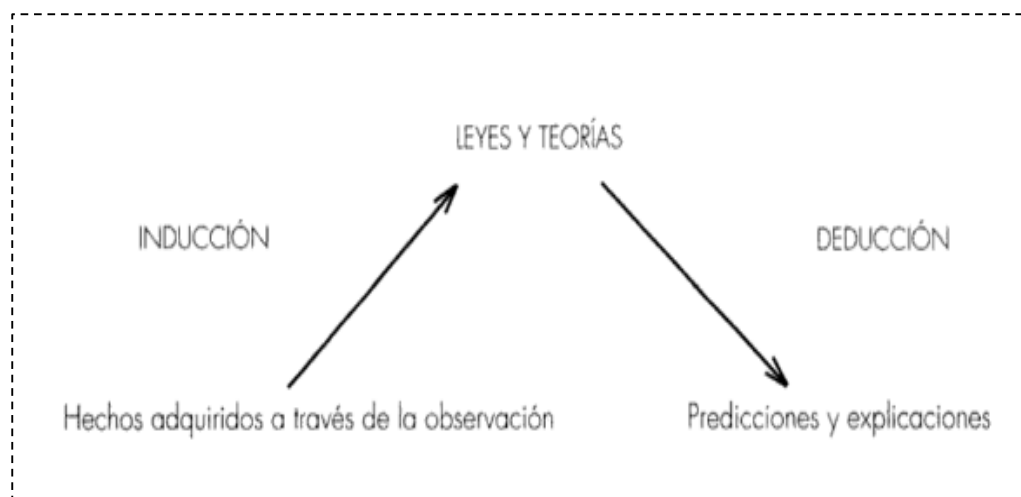 LEYES Y TEORÍAS
INDUCCIÓN
DEDUCCIÓN
Hechos adquiridos a través de la observación
Predicciones y explicaciones